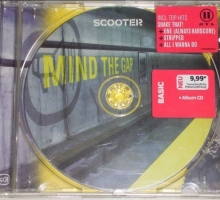 SCOOTER
MIND THE GAP
INCL. TOP-HITS
SHAKE THAT!
ONE (ALWAYS HARDCORE)
STRIPPED
ALL I WANNA DO
BASIC
NEU
9,99*
+ Album CD